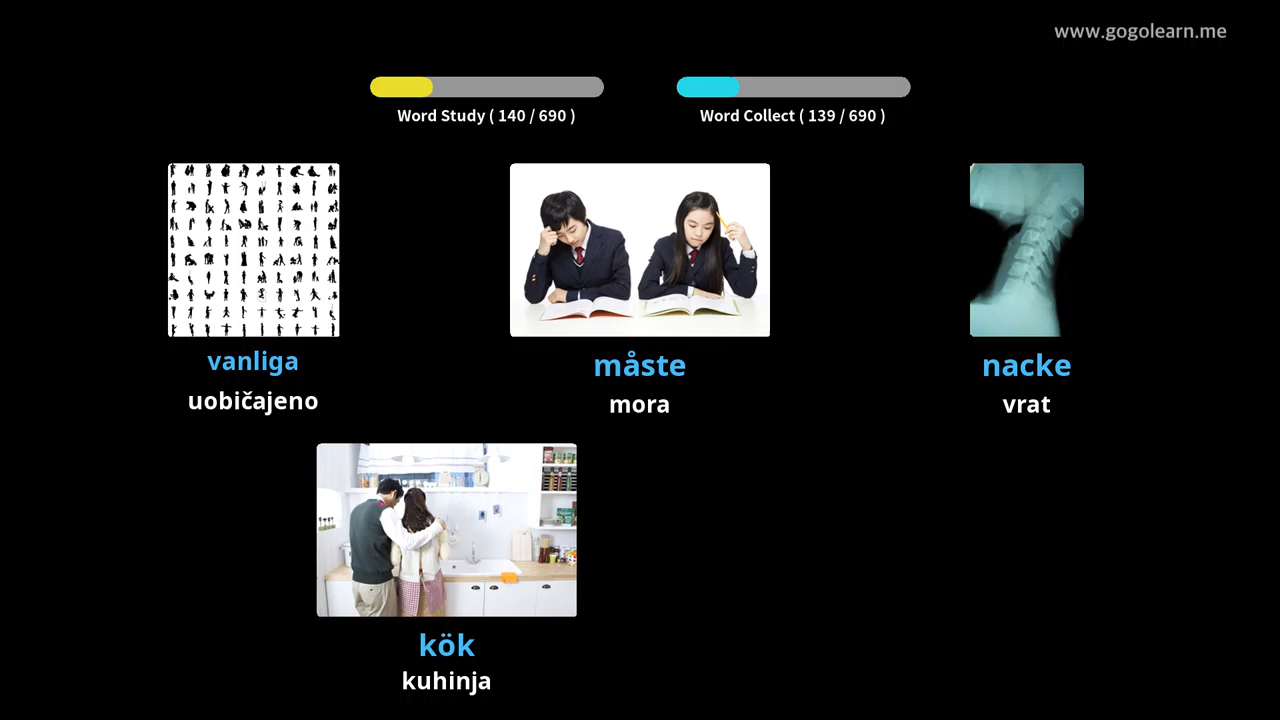 www.gogolearn.me
Word Study ( 140 / 690 )
Word Collect ( 139 / 690 )
vanliga
uobičajeno
måste
mora
nacke
vrat
kök
kuhinja